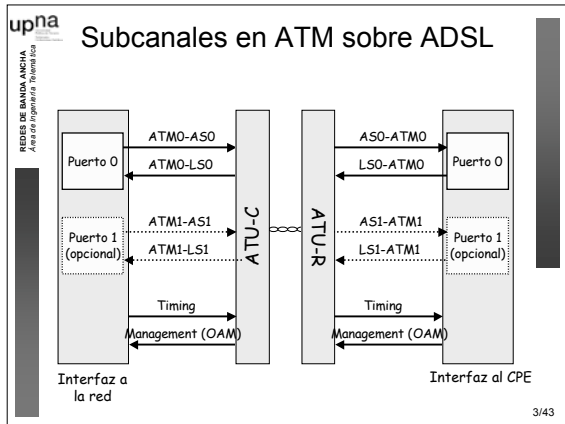 upna
Subcanales en ATM sobre ADSL
REDES DE BANDA ANCHA
Área de Ingeniería Telemática
ATM0-AS0
ATM0-LS0
Puerto 0
ATM1-AS1
ATM1-LS1
Puerto 1
(opcional)
Timing
Management (OAM)
Interfaz a
la red
ATU-C
ATU-R
AS0-ATM0
LS0-ATM0
Puerto 0
AS1-ATM1
LS1-ATM1
Puerto 1
(opcional)
Timing
Management (OAM)
Interfaz al CPE
3/43